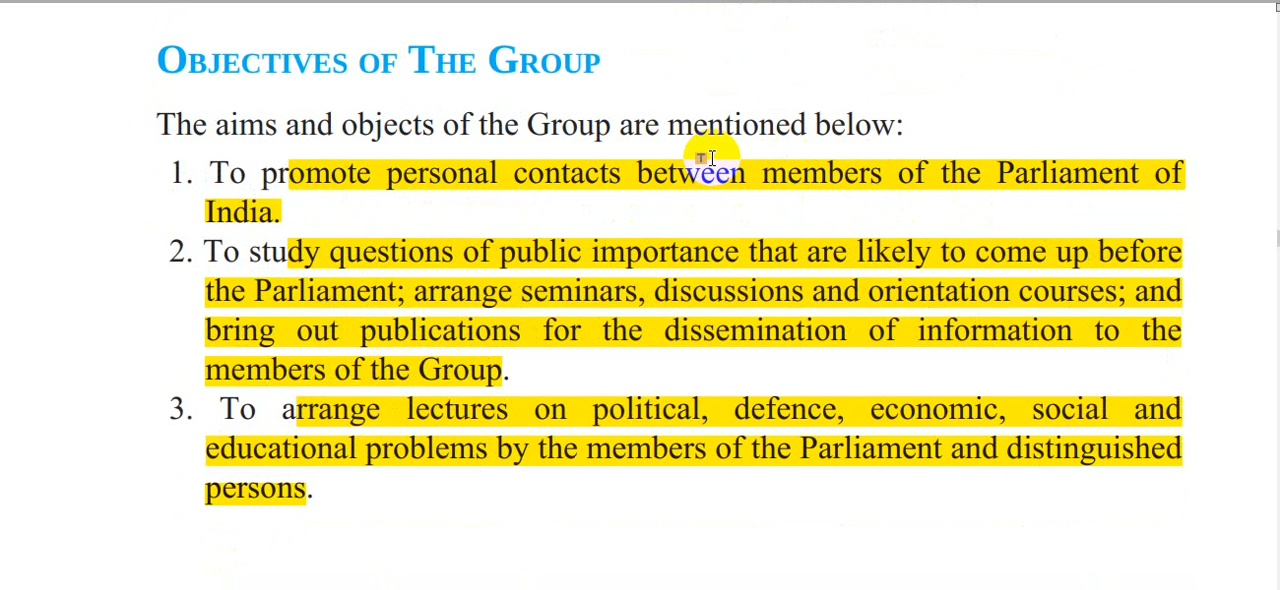 OBJECTIVES OF THE GROUP
The aims and objects of the Group are mentioned below:
1. To promote personal contacts between members of the Parliament of
India.
2. To study questions of public importance that are likely to come up before
the Parliament; arrange seminars, discussions and orientation courses; and
bring out publications for the dissemination of information to the
members of the Group.
3. To arrange lectures on political, defence, economic, social and
educational problems by the members of the Parliament and distinguished
persons.